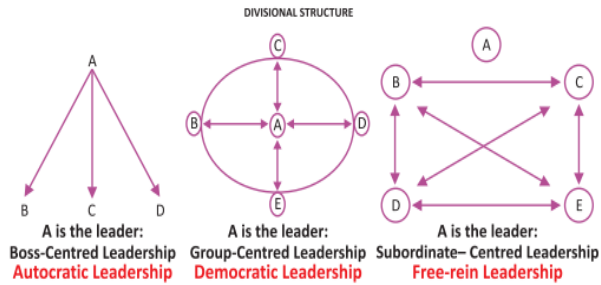 DIVISIONAL STRUCTURE
A
B C D
A is the leader:
Boss-Centred Leadership
Autocratic Leadership
C
B A D
E
A is the leader:
Group-Centred Leadership
Democratic Leadership
A
B C
D E
A is the leader:
Subordinate– Centred Leadership
Free-rein Leadership